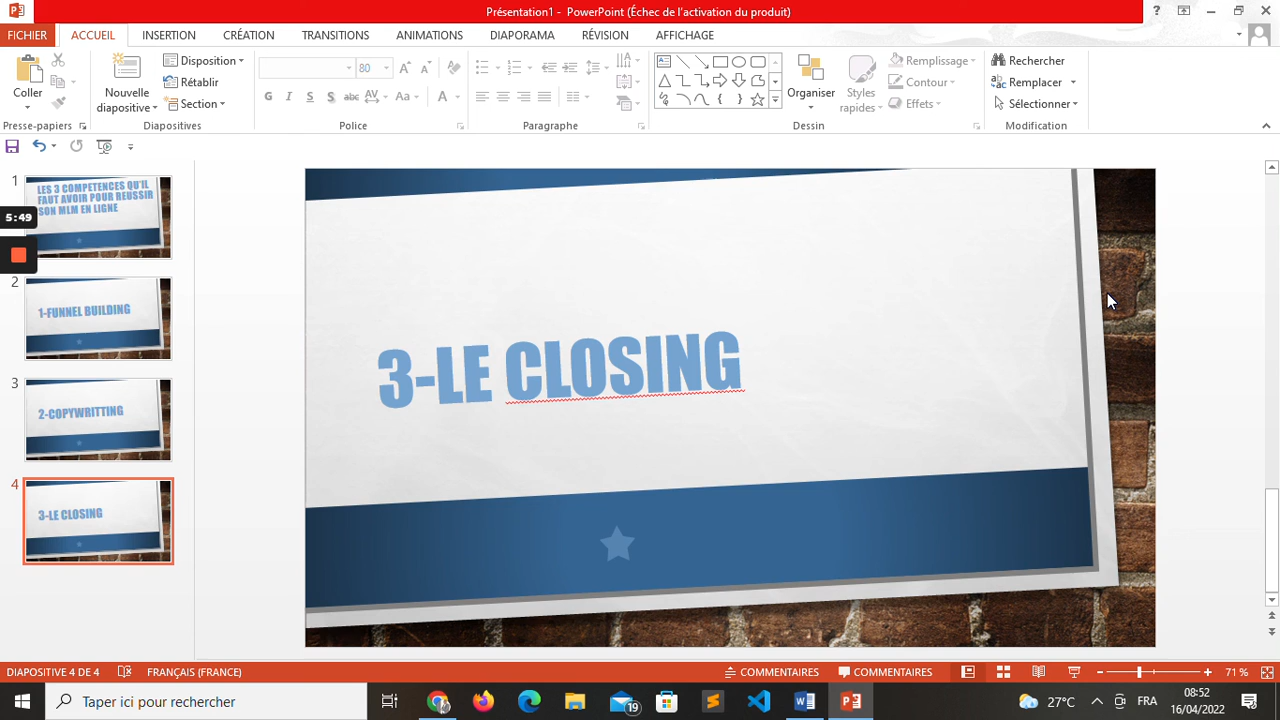 Présentation1 - PowerPoint (Échec de l'activation du produit)
?
FICHIER ACCUEIL INSERTION CRÉATION TRANSITIONS ANIMATIONS DIAPORAMA RÉVISION AFFICHAGE
Coller
Presse-papiers
Nouvelle
diapositive
Disposition
Rétablir
Section
Diapositives
80
G I S S abc AV Aa A
Police
Paragraphe
Organiser
Styles
rapides
Remplissage
Contour
Effets
Dessin
Rechercher
Remplacer
Sélectionner
Modification
1
LES 3 COMPETENCES QU'IL
FAUT AVOIR POUR REUSSIR
SON MLM EN LIGNE
5:49
2
1-FUNNEL BUILDING
3
2-COPYWRITTING
4
3-LE CLOSING
3-LE CLOSING
DIAPOSITIVE 4 DE 4 FRANÇAIS (FRANCE) COMMENTAIRES COMMENTAIRES 71 %
Taper ici pour rechercher
19
27°C FRA
08:52
16/04/2022